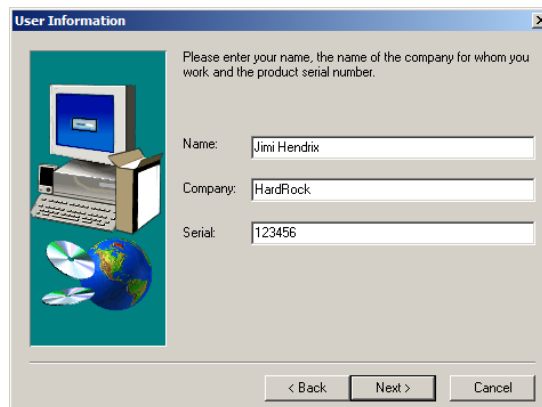 User Information
Please enter your name, the name of the company for whom you
work and the product serial number.
Name: Jimi Hendrix
Company: HardRock
Serial: 123456
< Back Next > Cancel